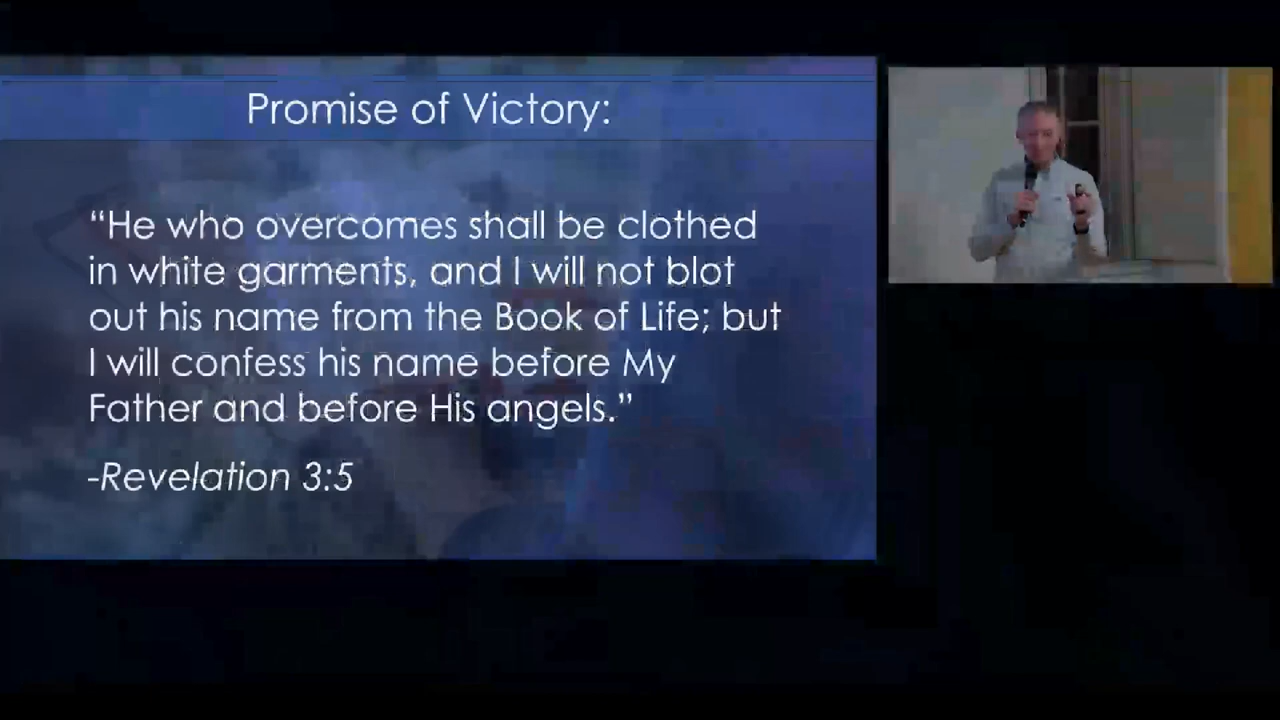 Promise of Victory:
“He who overcomes shall be clothed
in white garments, and I will not blot
out his name from the Book of Life; but
I will confess his name before My
Father and before His angels.”
-Revelation 3:5